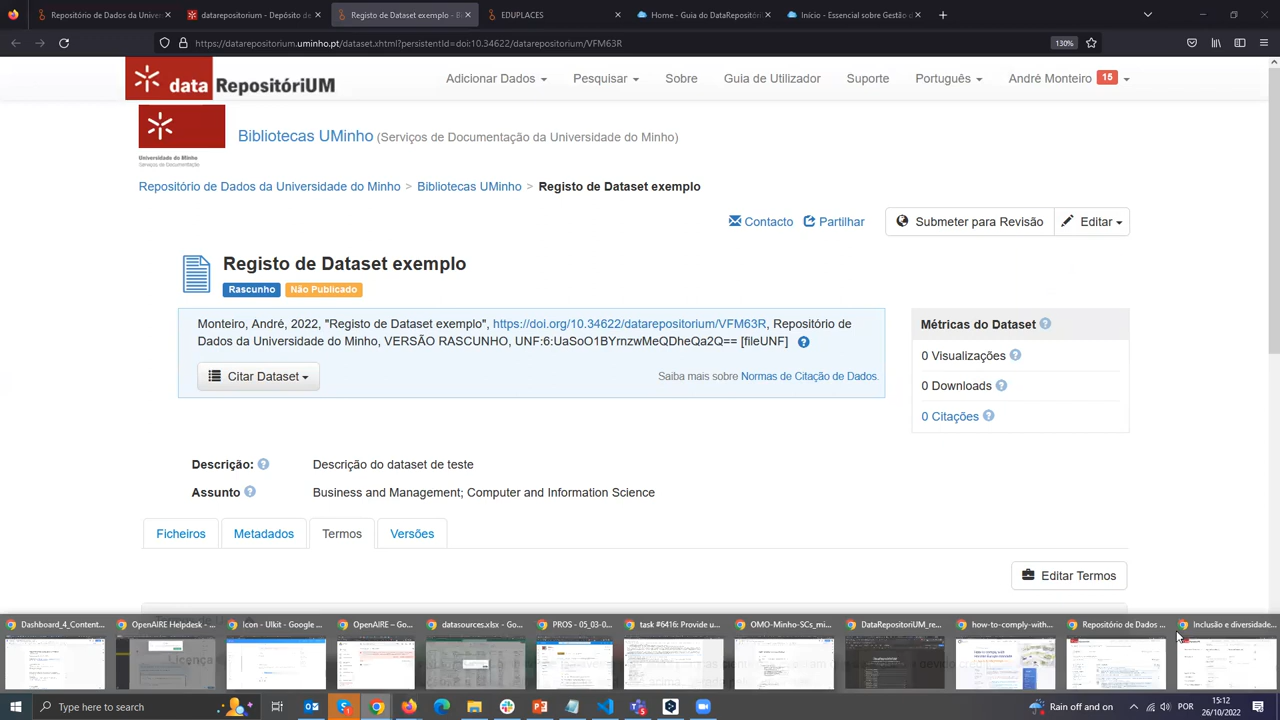 Repositório de Dados da Univers
datarepositorium - Depósito de
Registo de Dataset exemplo - Bi
EDUPLACES
Home - Guia do DataRepositóri
Início - Essencial sobre Gestão d
https://datarepositorium.uminho.pt/dataset.xhtml?persistentId=doi:10.34622/datarepositorium/VFM63R
130%
data RepositóriUM
Adicionar Dados
Pesquisar
Sobre
Guia de Utilizador
Suporte
Português
André Monteiro 15
Universidade do Minho
Serviços de Documentação
Bibliotecas UMinho (Serviços de Documentação da Universidade do Minho)
Repositório de Dados da Universidade do Minho > Bibliotecas UMinho > Registo de Dataset exemplo
Contacto
Partilhar
Submeter para Revisão
Editar
Registo de Dataset exemplo
Rascunho
Não Publicado
Monteiro, André, 2022, "Registo de Dataset exemplo", https://doi.org/10.34622/datarepositorium/VFM63R, Repositório de
Dados da Universidade do Minho, VERSÃO RASCUNHO, UNF:6:UaSoO1BYrnzwMeQDheQa2Q== [fileUNF]
Citar Dataset
Saiba mais sobre Normas de Citação de Dados.
Métricas do Dataset
0 Visualizações
0 Downloads
0 Citações
Descrição:
Descrição do dataset de teste
Assunto
Business and Management; Computer and Information Science
Ficheiros
Metadados
Termos
Versões
Editar Termos
Dashboard_4_Content...
OpenAIRE Helpdesk - ...
Icon - UIkit - Google ...
OpenAIRE – Go...
datasources.xlsx - Go...
PROS - 05_03-0...
task #6416: Provide u...
OMO-Minho-SCs_mi...
DataRepositoriUM_re...
how-to-comply-with...
Repositório de Dados ...
Inclusão e diversidade...
Licença
Type here to search
Rain off and on
POR
15:12
26/10/2022